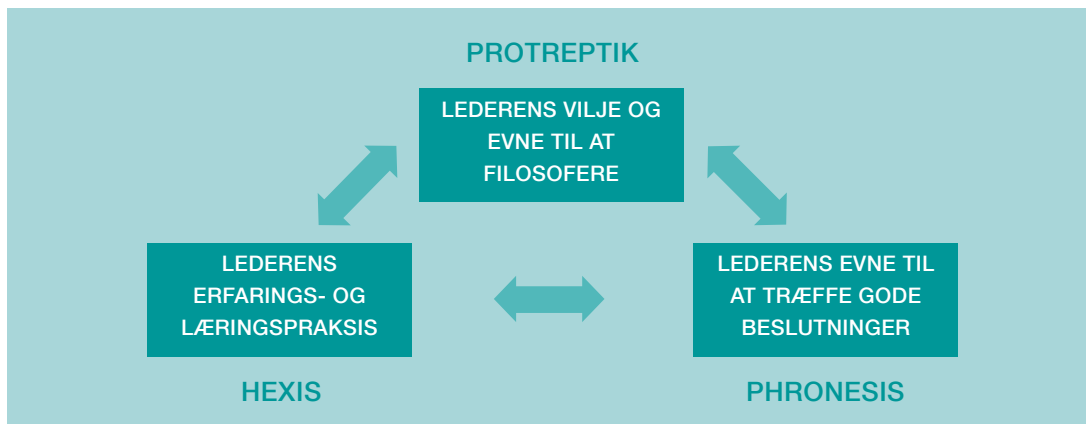 PROTREPTIK
LEDERENS VILJE OG
EVNE TIL AT
FILOSOFERE
LEDERENS
ERFARINGS- OG
LÆRINGSPRAKSIS
HEXIS
LEDERENS EVNE TIL
AT TRÆFFE GODE
BESLUTNINGER
PHRONESIS